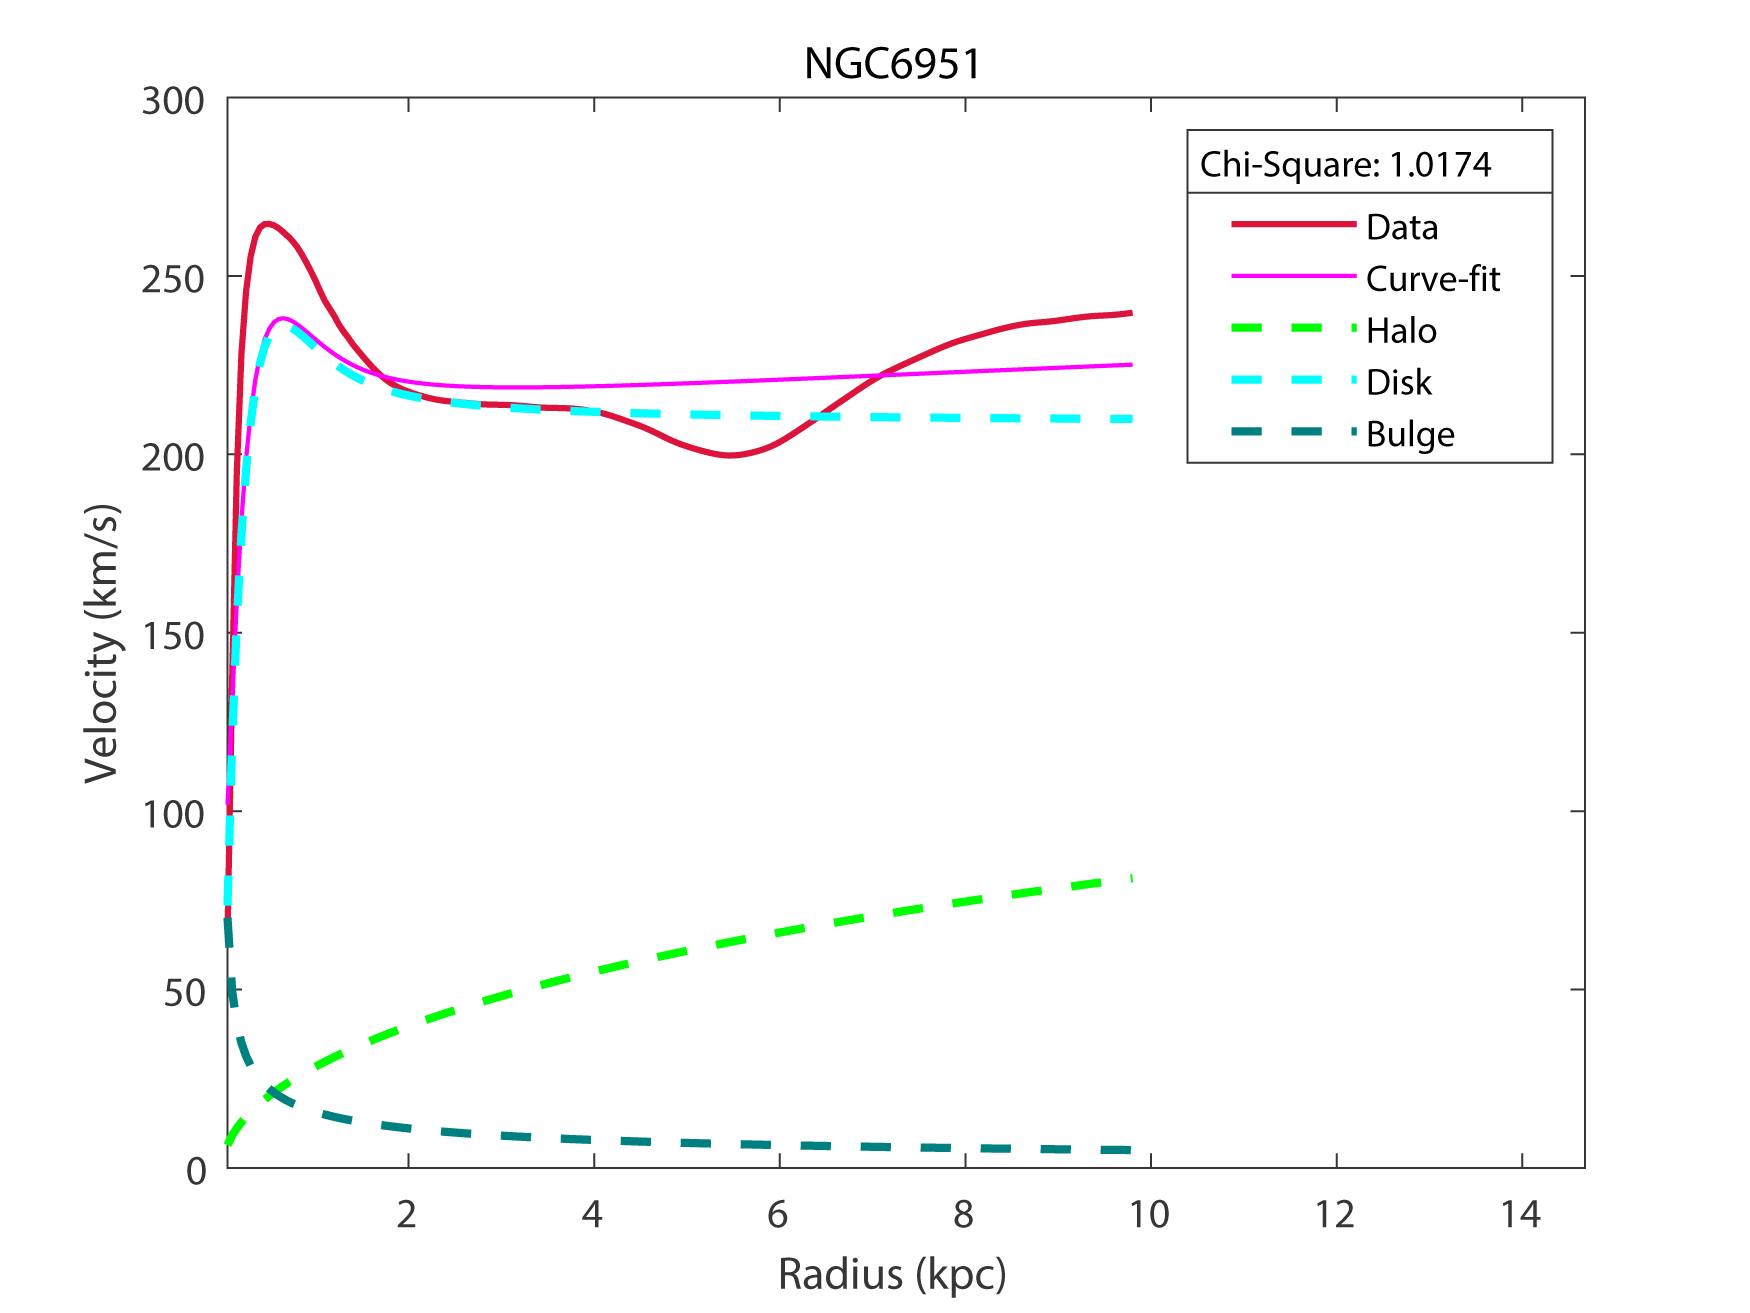 NGC6951
300
250
200
150
100
50
0
Velocity (km/s)
Chi-Square: 1.0174
Data
Curve-fit
Halo
Disk
Bulge
2 4 6 8 10 12 14
Radius (kpc)